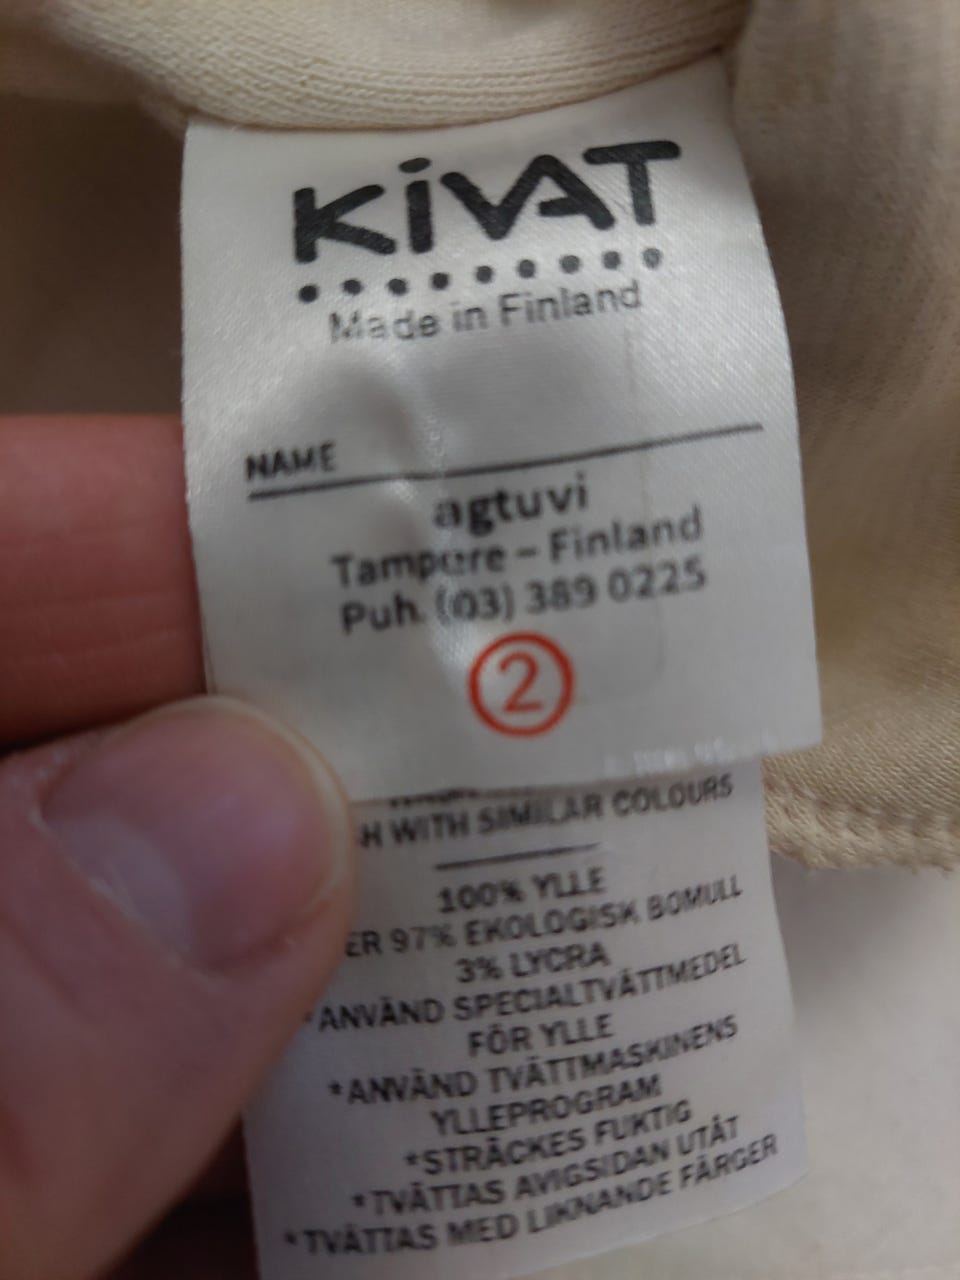 KiVAT
Made in Finland
NAME
agtuvi
Tampere – Finland
Puh. (03) 389 0225
2
WITH SIMILAR COLOURS
100% YLLE
97% EKOLOGISK BOMULL
3% LYCRA
*ANVÄND SPECIALTVÄTTMEDEL
FÖR YLLE
*ANVÄND TVÄTTMASKINENS
YLLEPROGRAM
*STRÄCKES FUKTIG
*TVÄTTAS AVIGSIDAN UTÅT
*TVÄTTAS MED LIKNANDE FÄRGER